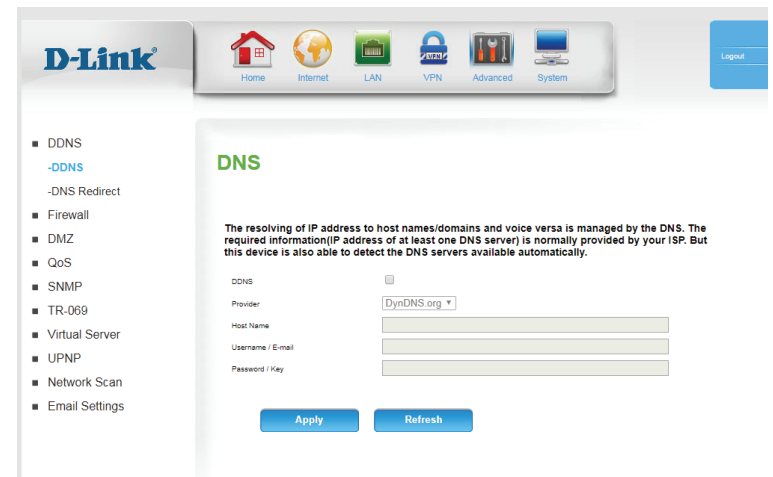 D-Link
Home
Internet
LAN
VPN
VPN
Advanced
System
Logout
DDNS
-DDNS
-DNS Redirect
Firewall
DMZ
QoS
SNMP
TR-069
Virtual Server
UPNP
Network Scan
Email Settings
DNS
The resolving of IP address to host names/domains and voice versa is managed by the DNS. The
required information(IP address of at least one DNS server) is normally provided by your ISP. But
this device is also able to detect the DNS servers available automatically.
DDNS
Provider
DynDNS.org
Host Name
Username / E-mail
Password / Key
Apply
Refresh